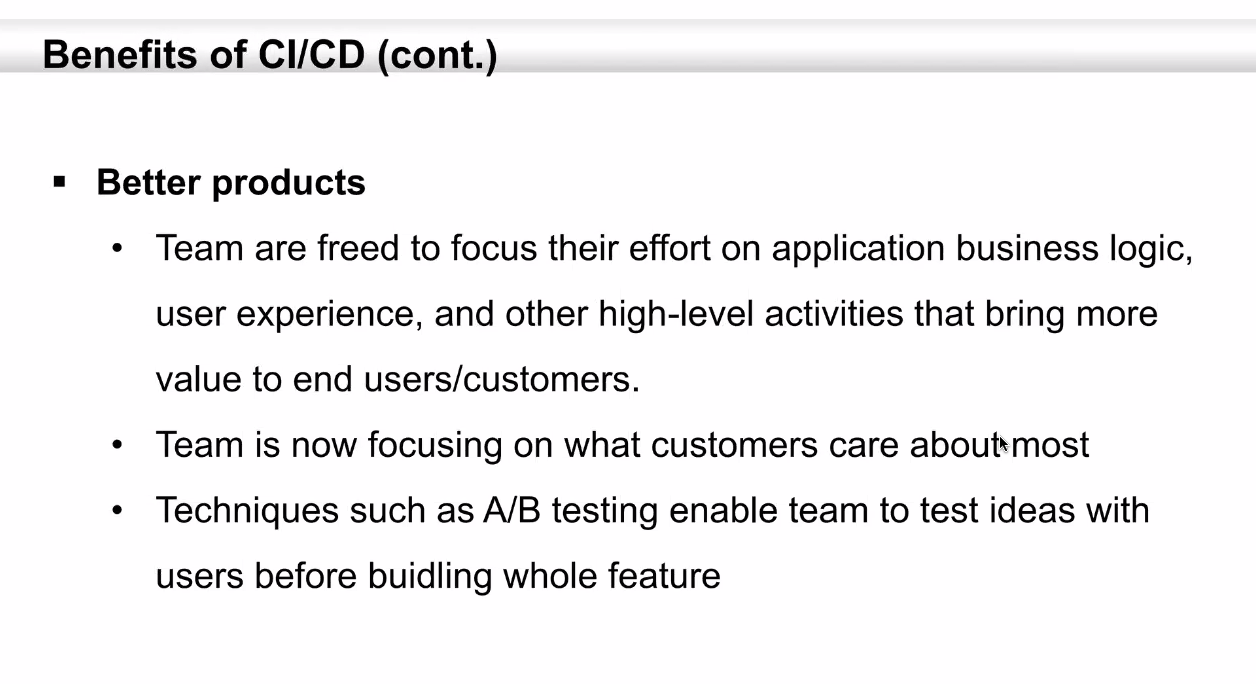 Benefits of CI/CD (cont.)
▪ Better products
• Team are freed to focus their effort on application business logic,
user experience, and other high-level activities that bring more
value to end users/customers.
• Team is now focusing on what customers care about most
• Techniques such as A/B testing enable team to test ideas with
users before buidling whole feature